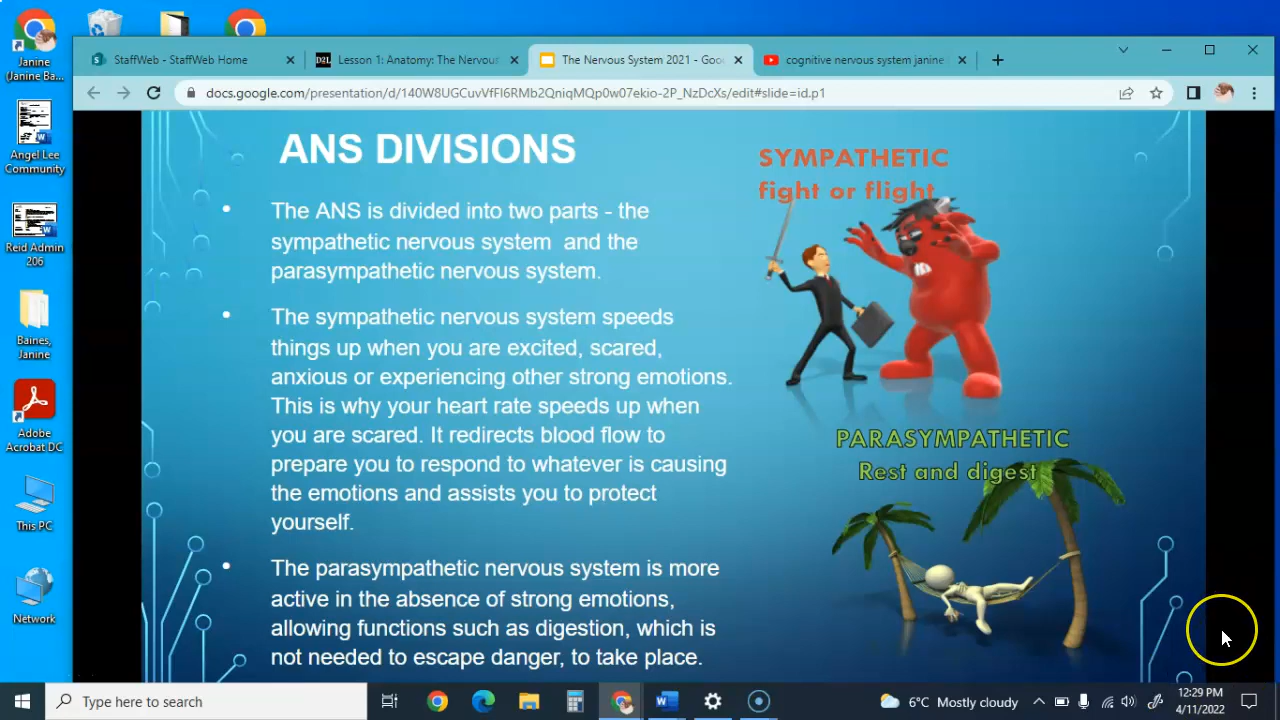 Janine
(Janine Ba...
Angel Lee
Community
Reid Admin
206
Baines,
Janine
Adobe
Acrobat DC
This PC
Network
StaffWeb - StaffWeb Home
D2L
Lesson 1: Anatomy: The Nervous
The Nervous System 2021 - Goo
cognitive nervous system janine
docs.google.com/presentation/d/140W8UGCuvVfFI6RMb2QniqMQp0w07ekio-2P_NzDcXs/edit#slide=id.p1
ANS DIVISIONS
• The ANS is divided into two parts - the
sympathetic nervous system and the
parasympathetic nervous system.
• The sympathetic nervous system speeds
things up when you are excited, scared,
anxious or experiencing other strong emotions.
This is why your heart rate speeds up when
you are scared. It redirects blood flow to
prepare you to respond to whatever is causing
the emotions and assists you to protect
yourself.
• The parasympathetic nervous system is more
active in the absence of strong emotions,
allowing functions such as digestion, which is
not needed to escape danger, to take place.
SYMPATHETIC
fight or flight
PARASYMPATHETIC
Rest and digest
Type here to search
6°C Mostly cloudy
12:29 PM
4/11/2022